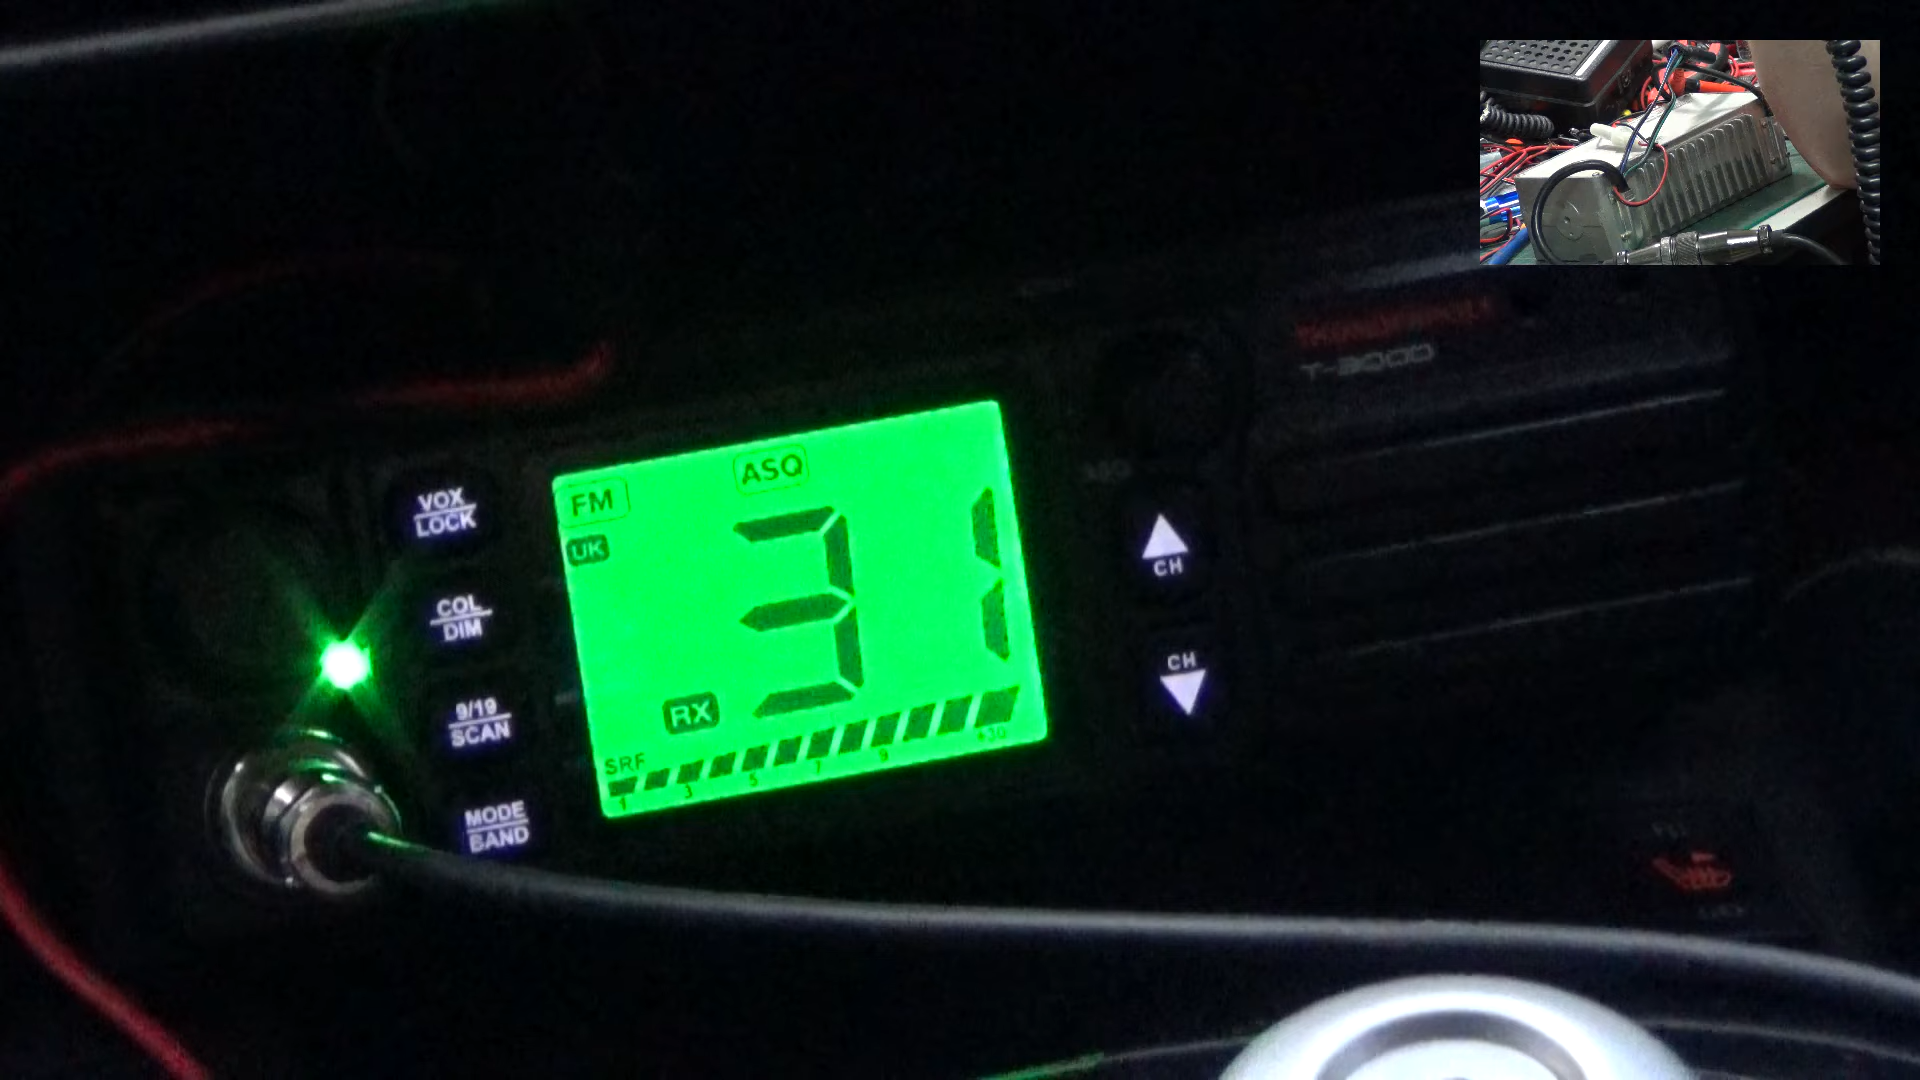 T-3000
VOX
LOCK
COL
DIM
9/19
SCAN
MODE
BAND
ASQ
FM
UK
31
RX
SRF
1 3 5 7 9 +30
CH
CH